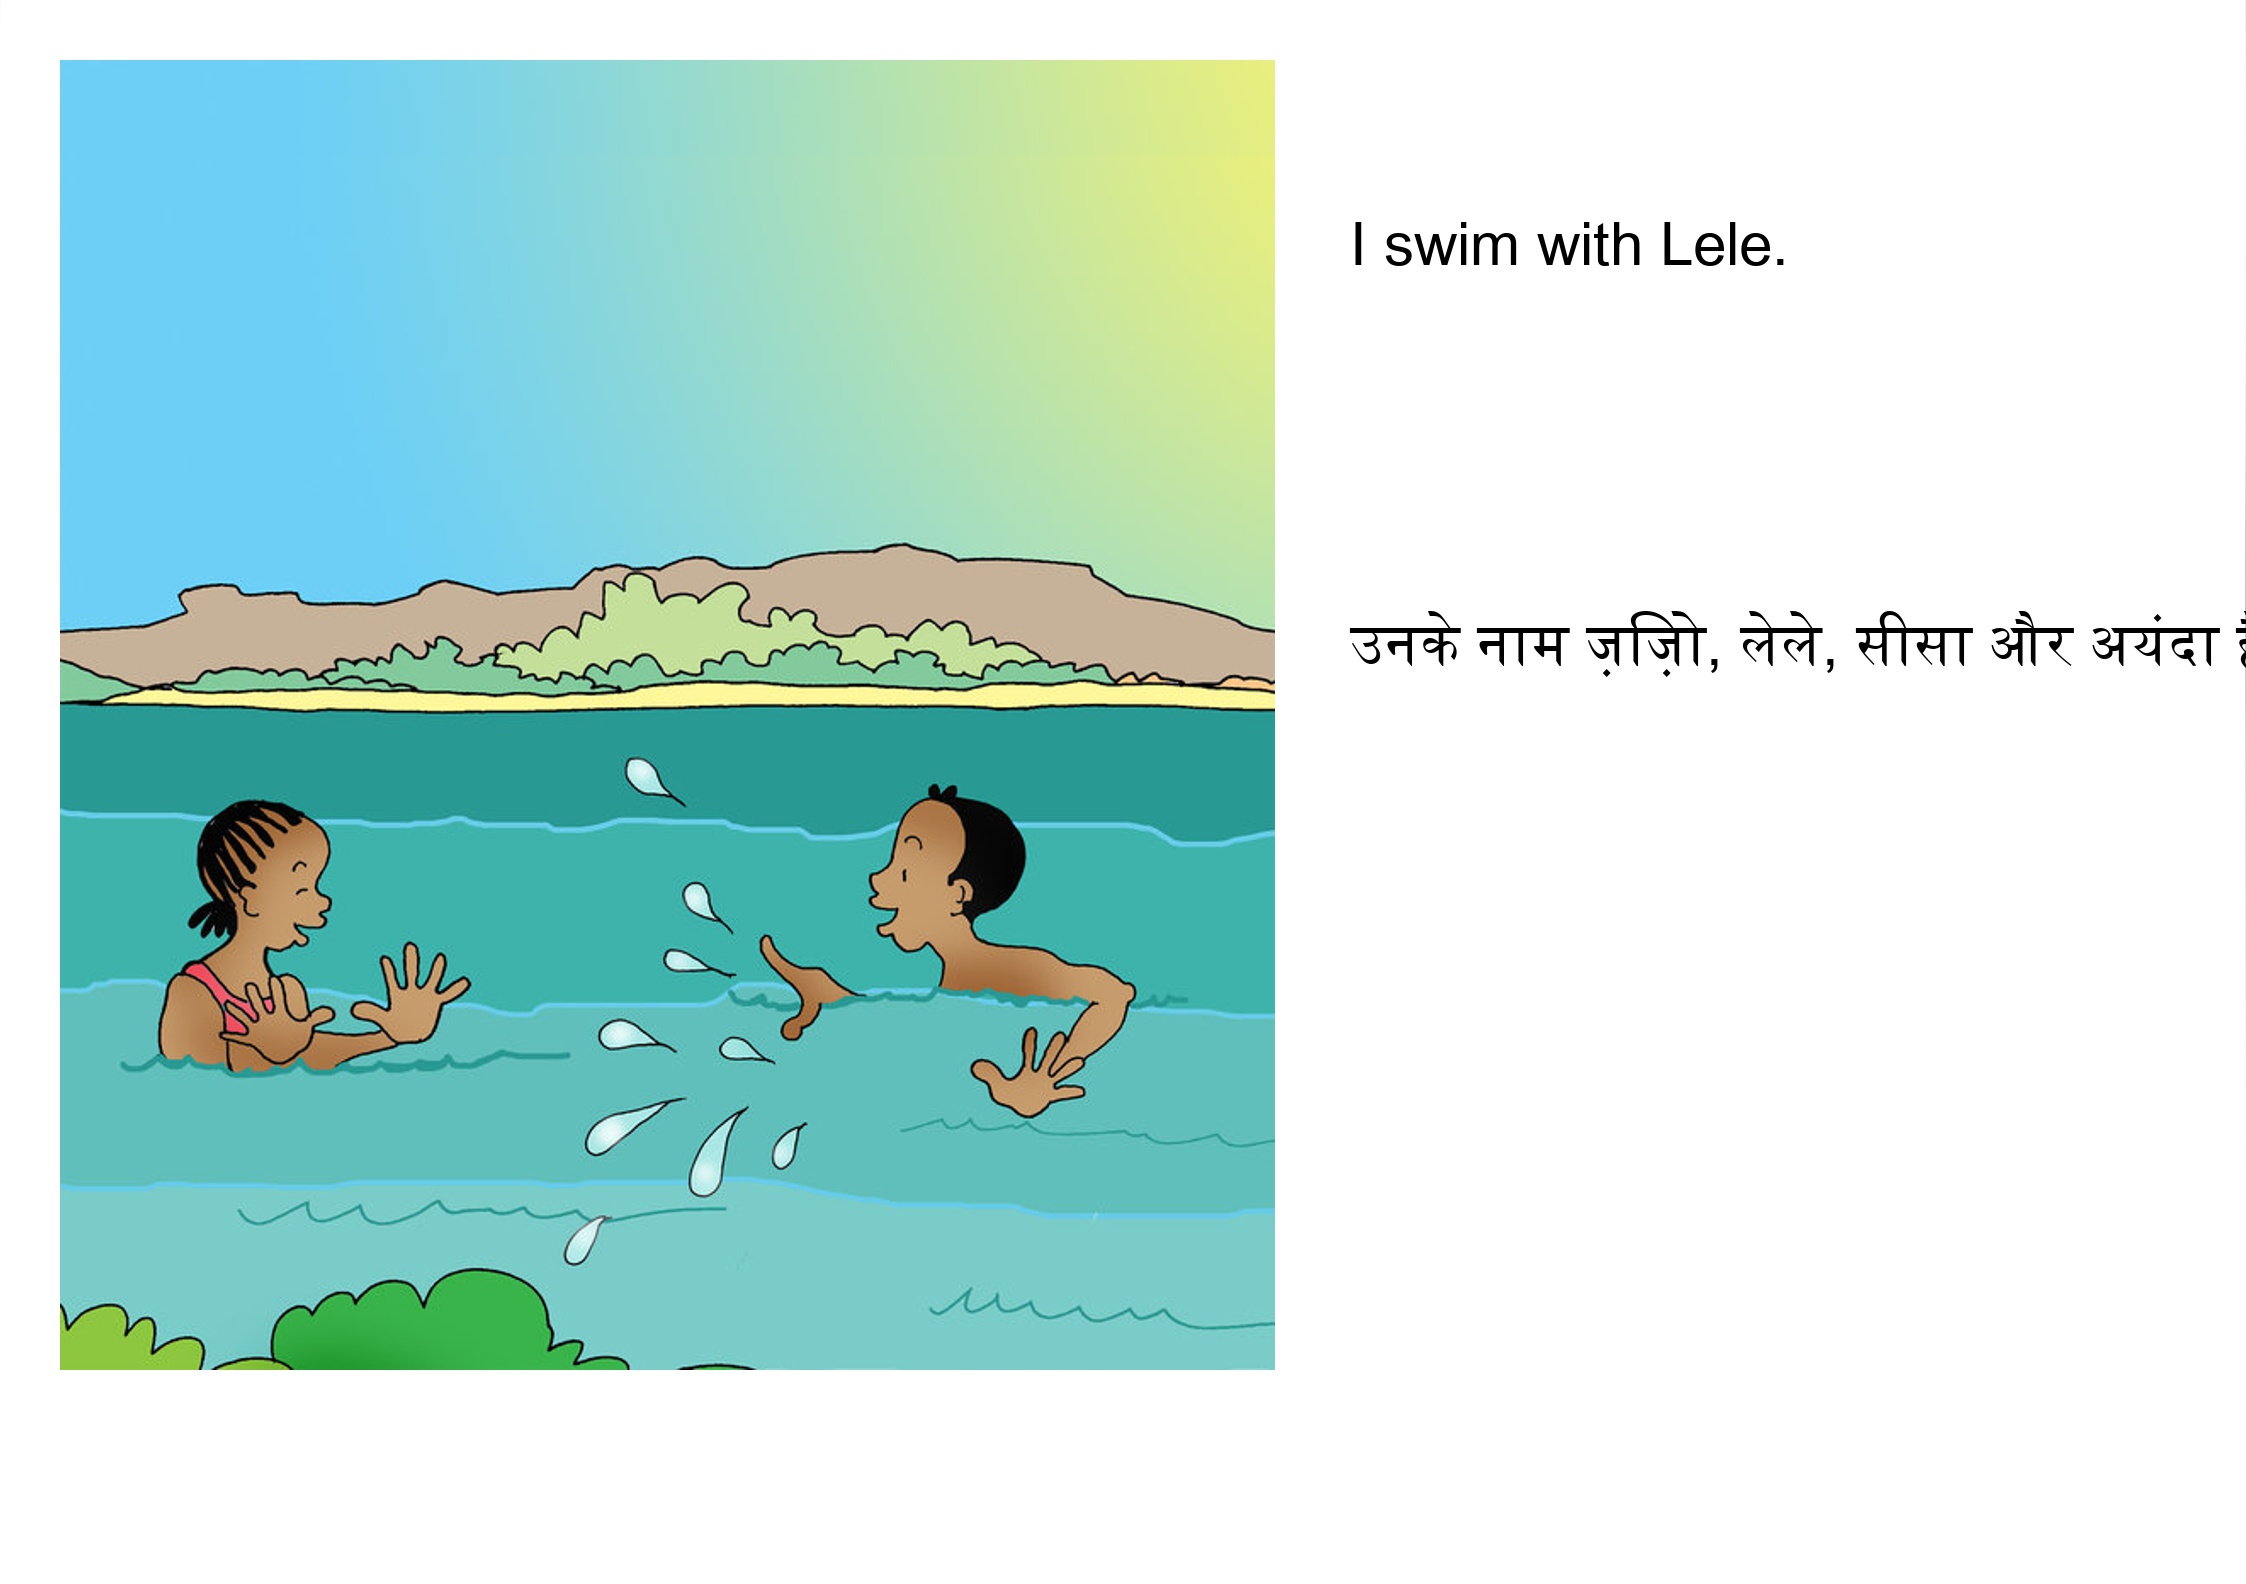 I swim with Lele.
उनके नाम ज़िज़ो, लेले, सीसा और अयंदा